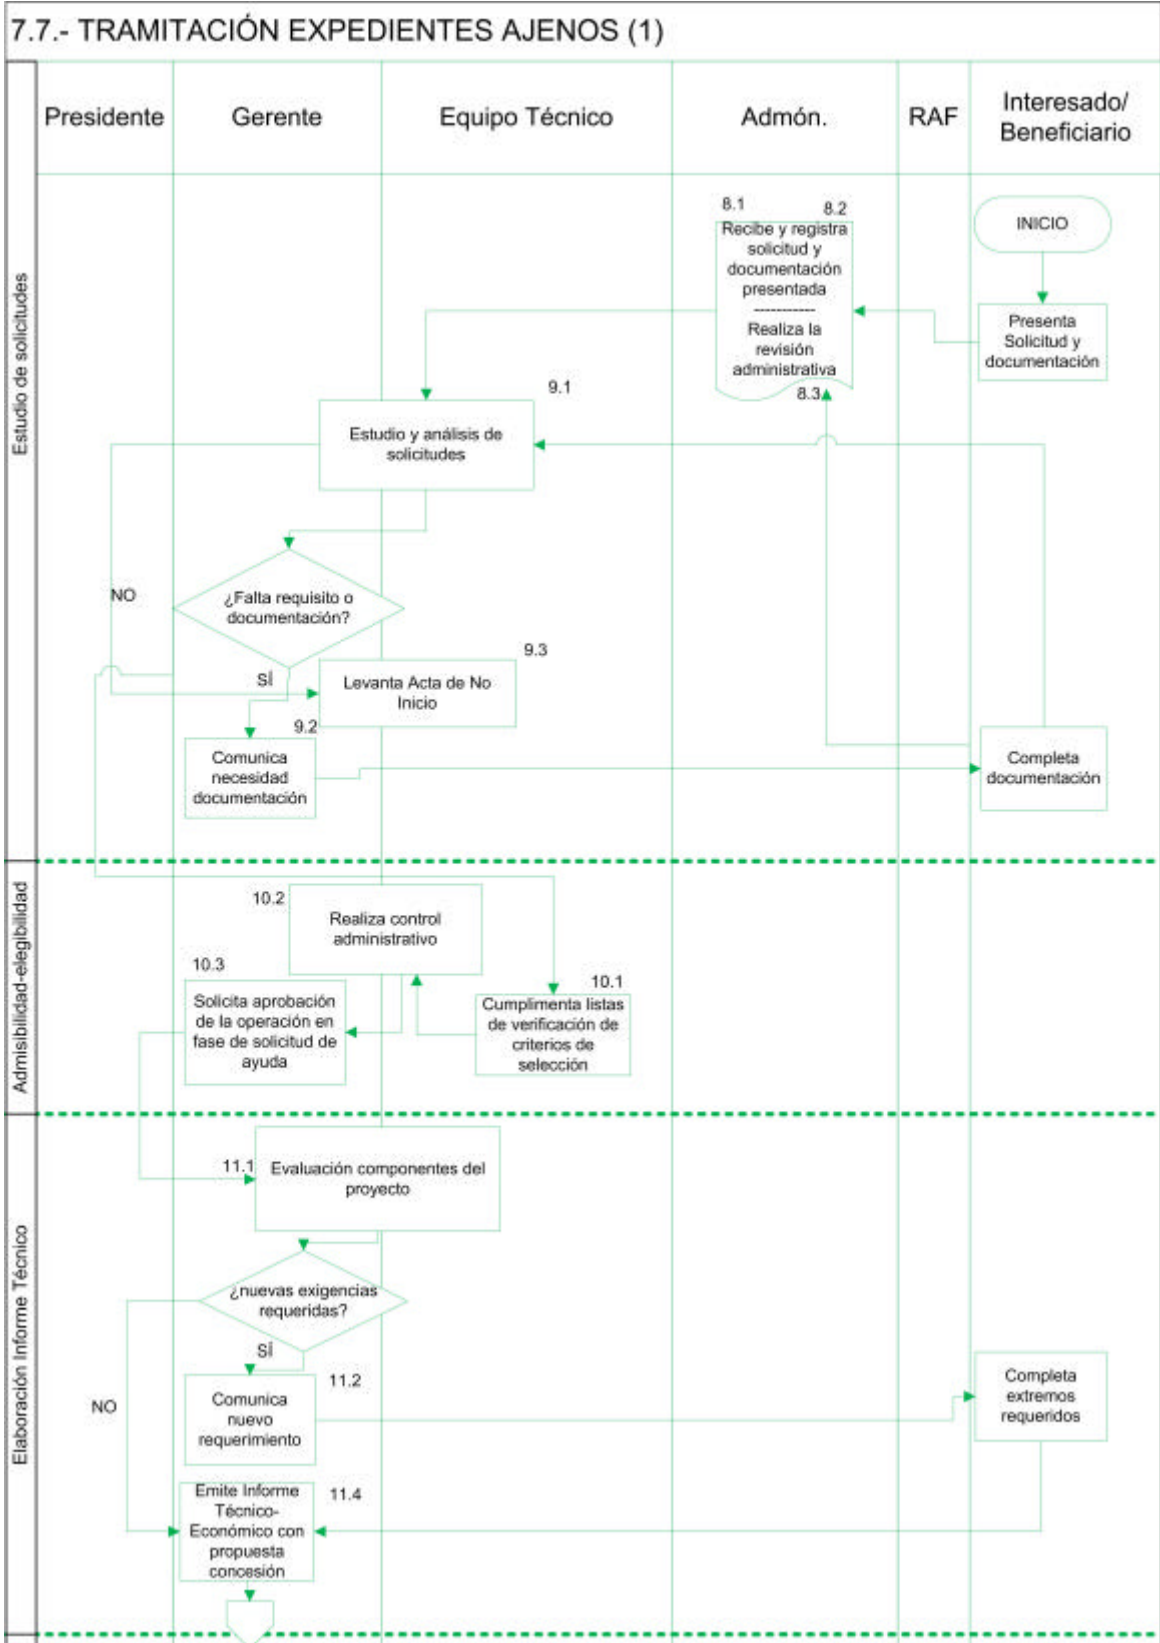 7.7.- TRAMITACIÓN EXPEDIENTES AJENOS (1)
Presidente
Gerente
Equipo Técnico
Admón.
RAF
Interesado/
Beneficiario
Estudio de solicitudes
INICIO
Presenta
Solicitud y
documentación
8.1
8.2
Recibe y registra
solicitud y
documentación
presentada
-----------
Realiza la
revisión
administrativa
8.3
9.1
Estudio y análisis de
solicitudes
NO
¿Falta requisito o
documentación?
SÍ
9.3
Levanta Acta de No
Inicio
9.2
Comunica
necesidad
documentación
Completa
documentación
Admisibilidad-elegibilidad
10.2
Realiza control
administrativo
10.3
Solicita aprobación
de la operación en
fase de solicitud de
ayuda
10.1
Cumplimenta listas
de verificación de
criterios de
selección
Elaboración Informe Técnico
11.1
Evaluación componentes del
proyecto
¿nuevas exigencias
requeridas?
SÍ
NO
11.2
Comunica
nuevo
requerimiento
Completa
extremos
requeridos
11.4
Emite Informe
Técnico-
Económico con
propuesta
concesión